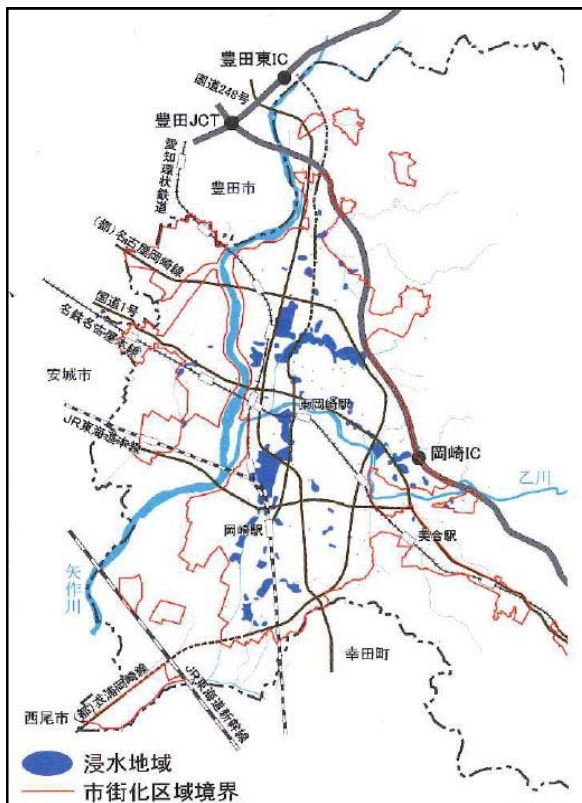 豊田東IC
国道248号
豊田JCT
愛知環状鉄道
豊田市
(都)名古屋岡崎線
国道1号
名鉄名古屋本線
安城市
東岡崎駅
JR東海道本線
岡崎IC
乙川
岡崎駅
美合駅
矢作川
幸田町
(都)衣浦岡崎線
JR東海道新幹線
西尾市
浸水地域
市街化区域境界